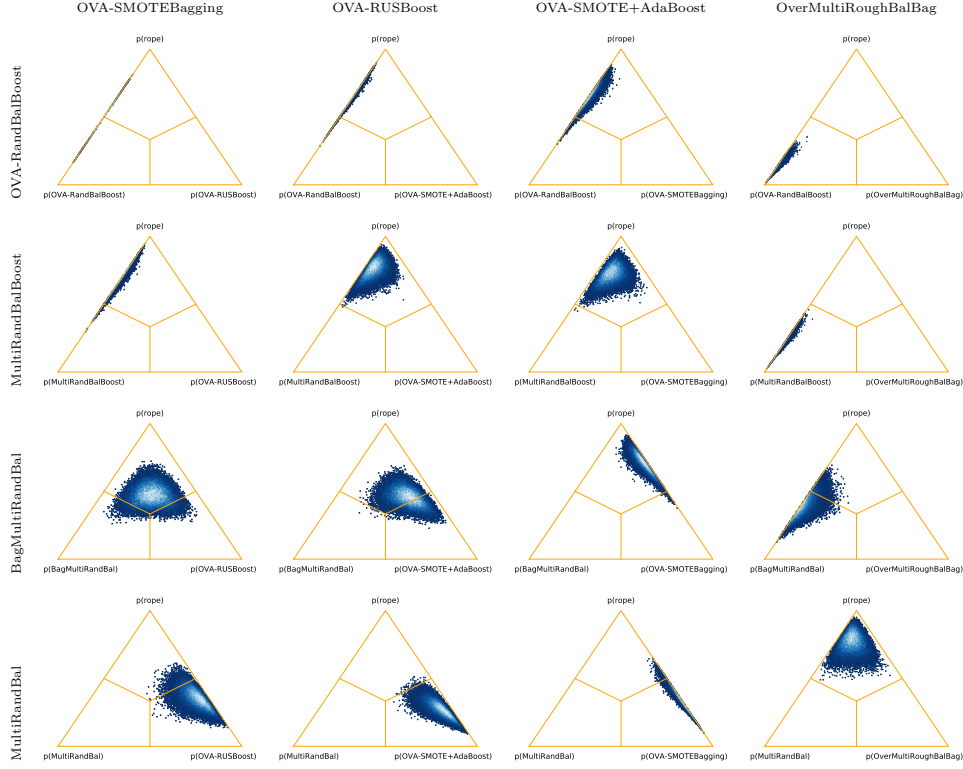 OVA-SMOTEBagging OVA-RUSBoost OVA-SMOTE+AdaBoost OverMultiRoughBalBag
OVA-RandBalBoost
p(rope) p(rope) p(rope) p(rope)
p(OVA-RandBalBoost) p(OVA-RUSBoost) p(OVA-RandBalBoost) p(OVA-SMOTE+AdaBoost) p(OVA-RandBalBoost) p(OVA-SMOTEBagging) p(OVA-RandBalBoost) p(OverMultiRoughBalBag)
MultiRandBalBoost
p(rope) p(rope) p(rope) p(rope)
p(MultiRandBalBoost) p(OVA-RUSBoost) p(MultiRandBalBoost) p(OVA-SMOTE+AdaBoost) p(MultiRandBalBoost) p(OVA-SMOTEBagging) p(MultiRandBalBoost) p(OverMultiRoughBalBag)
BagMultiRandBal
p(rope) p(rope) p(rope) p(rope)
p(BagMultiRandBal) p(OVA-RUSBoost) p(BagMultiRandBal) p(OVA-SMOTE+AdaBoost) p(BagMultiRandBal) p(OVA-SMOTEBagging) p(BagMultiRandBal) p(OverMultiRoughBalBag)
MultiRandBal
p(rope) p(rope) p(rope) p(rope)
p(MultiRandBal) p(OVA-RUSBoost) p(MultiRandBal) p(OVA-SMOTE+AdaBoost) p(MultiRandBal) p(OVA-SMOTEBagging) p(MultiRandBal) p(OverMultiRoughBalBag)